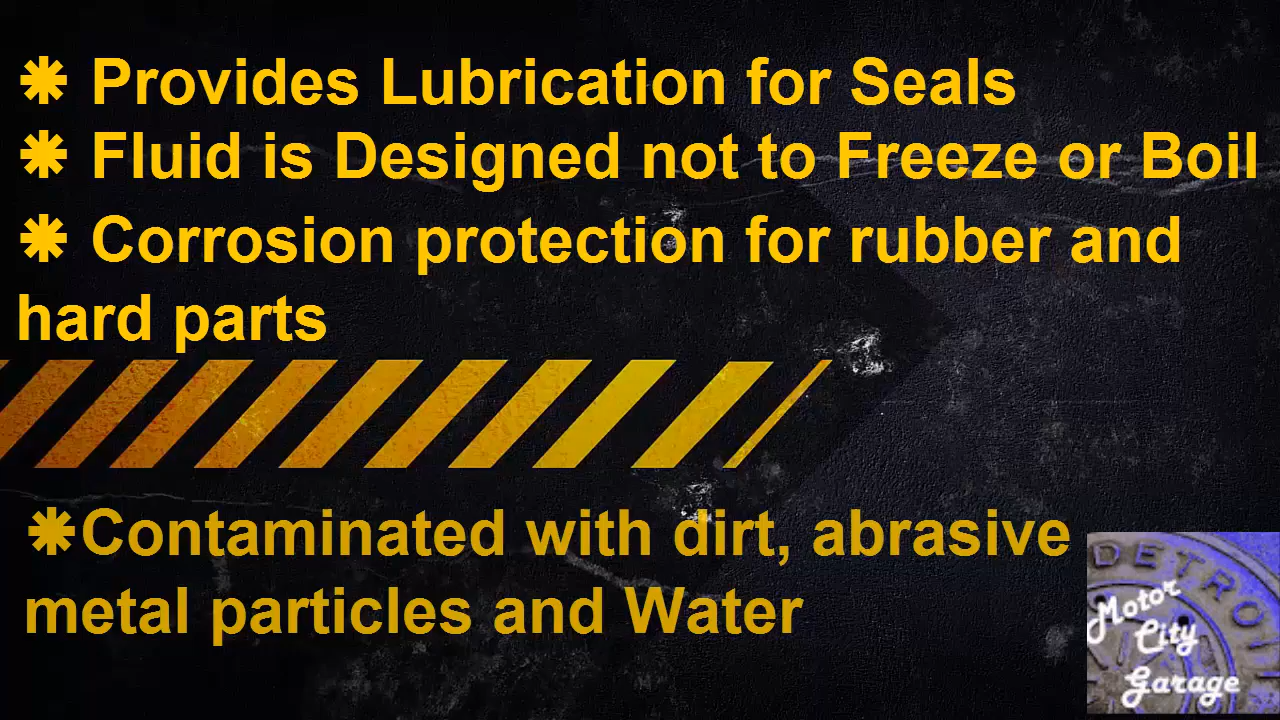 ✱ Provides Lubrication for Seals
✱ Fluid is Designed not to Freeze or Boil
✱ Corrosion protection for rubber and
hard parts
✱Contaminated with dirt, abrasive
metal particles and Water
DETROIT
Motor
City
Garage